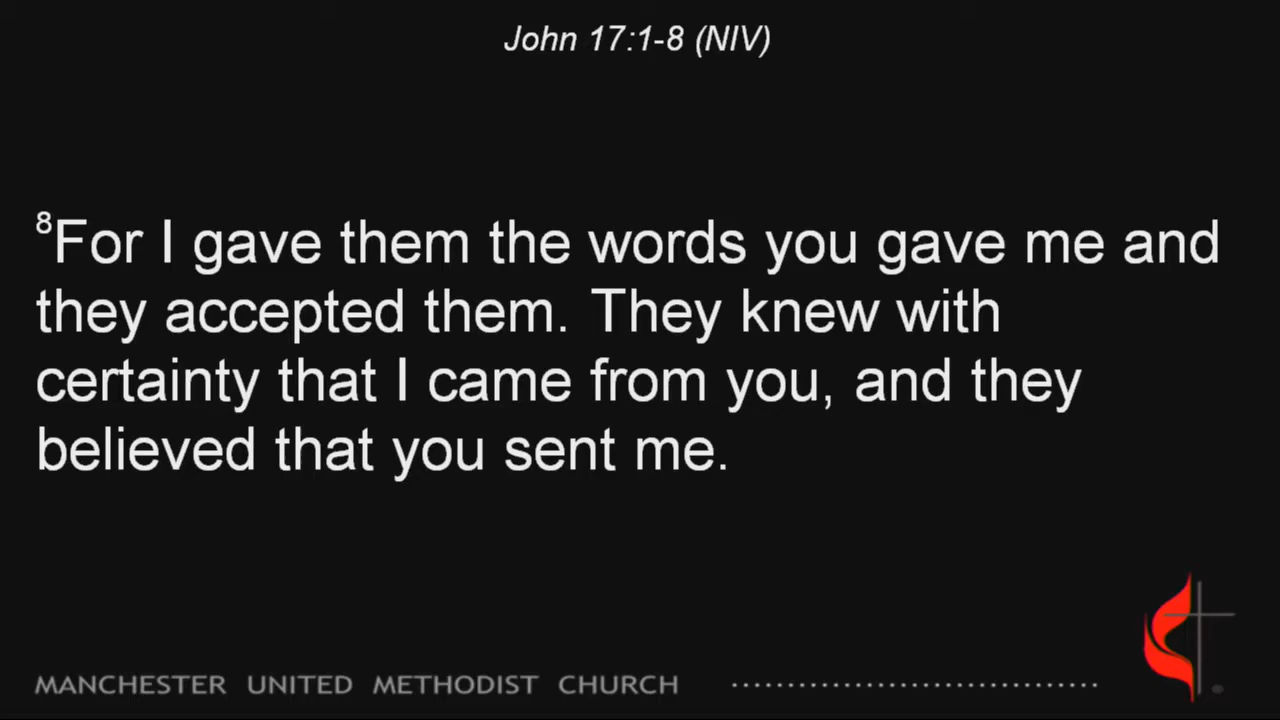 John 17:1-8 (NIV)
⁸For I gave them the words you gave me and
they accepted them. They knew with
certainty that I came from you, and they
believed that you sent me.
MANCHESTER UNITED METHODIST CHURCH
®